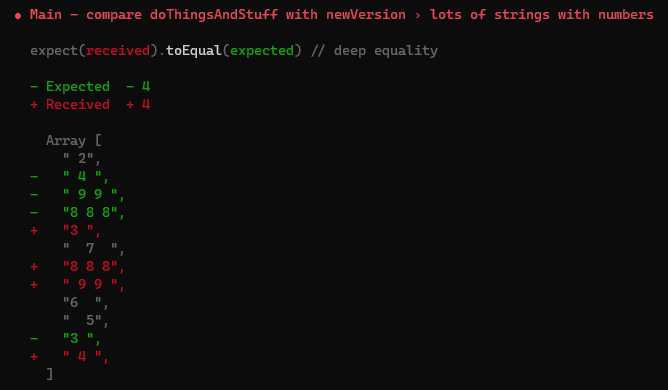 ● Main – compare doThingsAndStuff with newVersion › lots of strings with numbers
expect(received).toEqual(expected) // deep equality
- Expected  - 4
+ Received  + 4
  Array [
    " 2",
-   " 4 ",
-   " 9 9 ",
-   "8 8 8",
+   "3 ",
    "  7  ",
+   "8 8 8",
+   " 9 9 ",
    "6  ",
    "  5",
-   "3 ",
+   " 4 ",
  ]